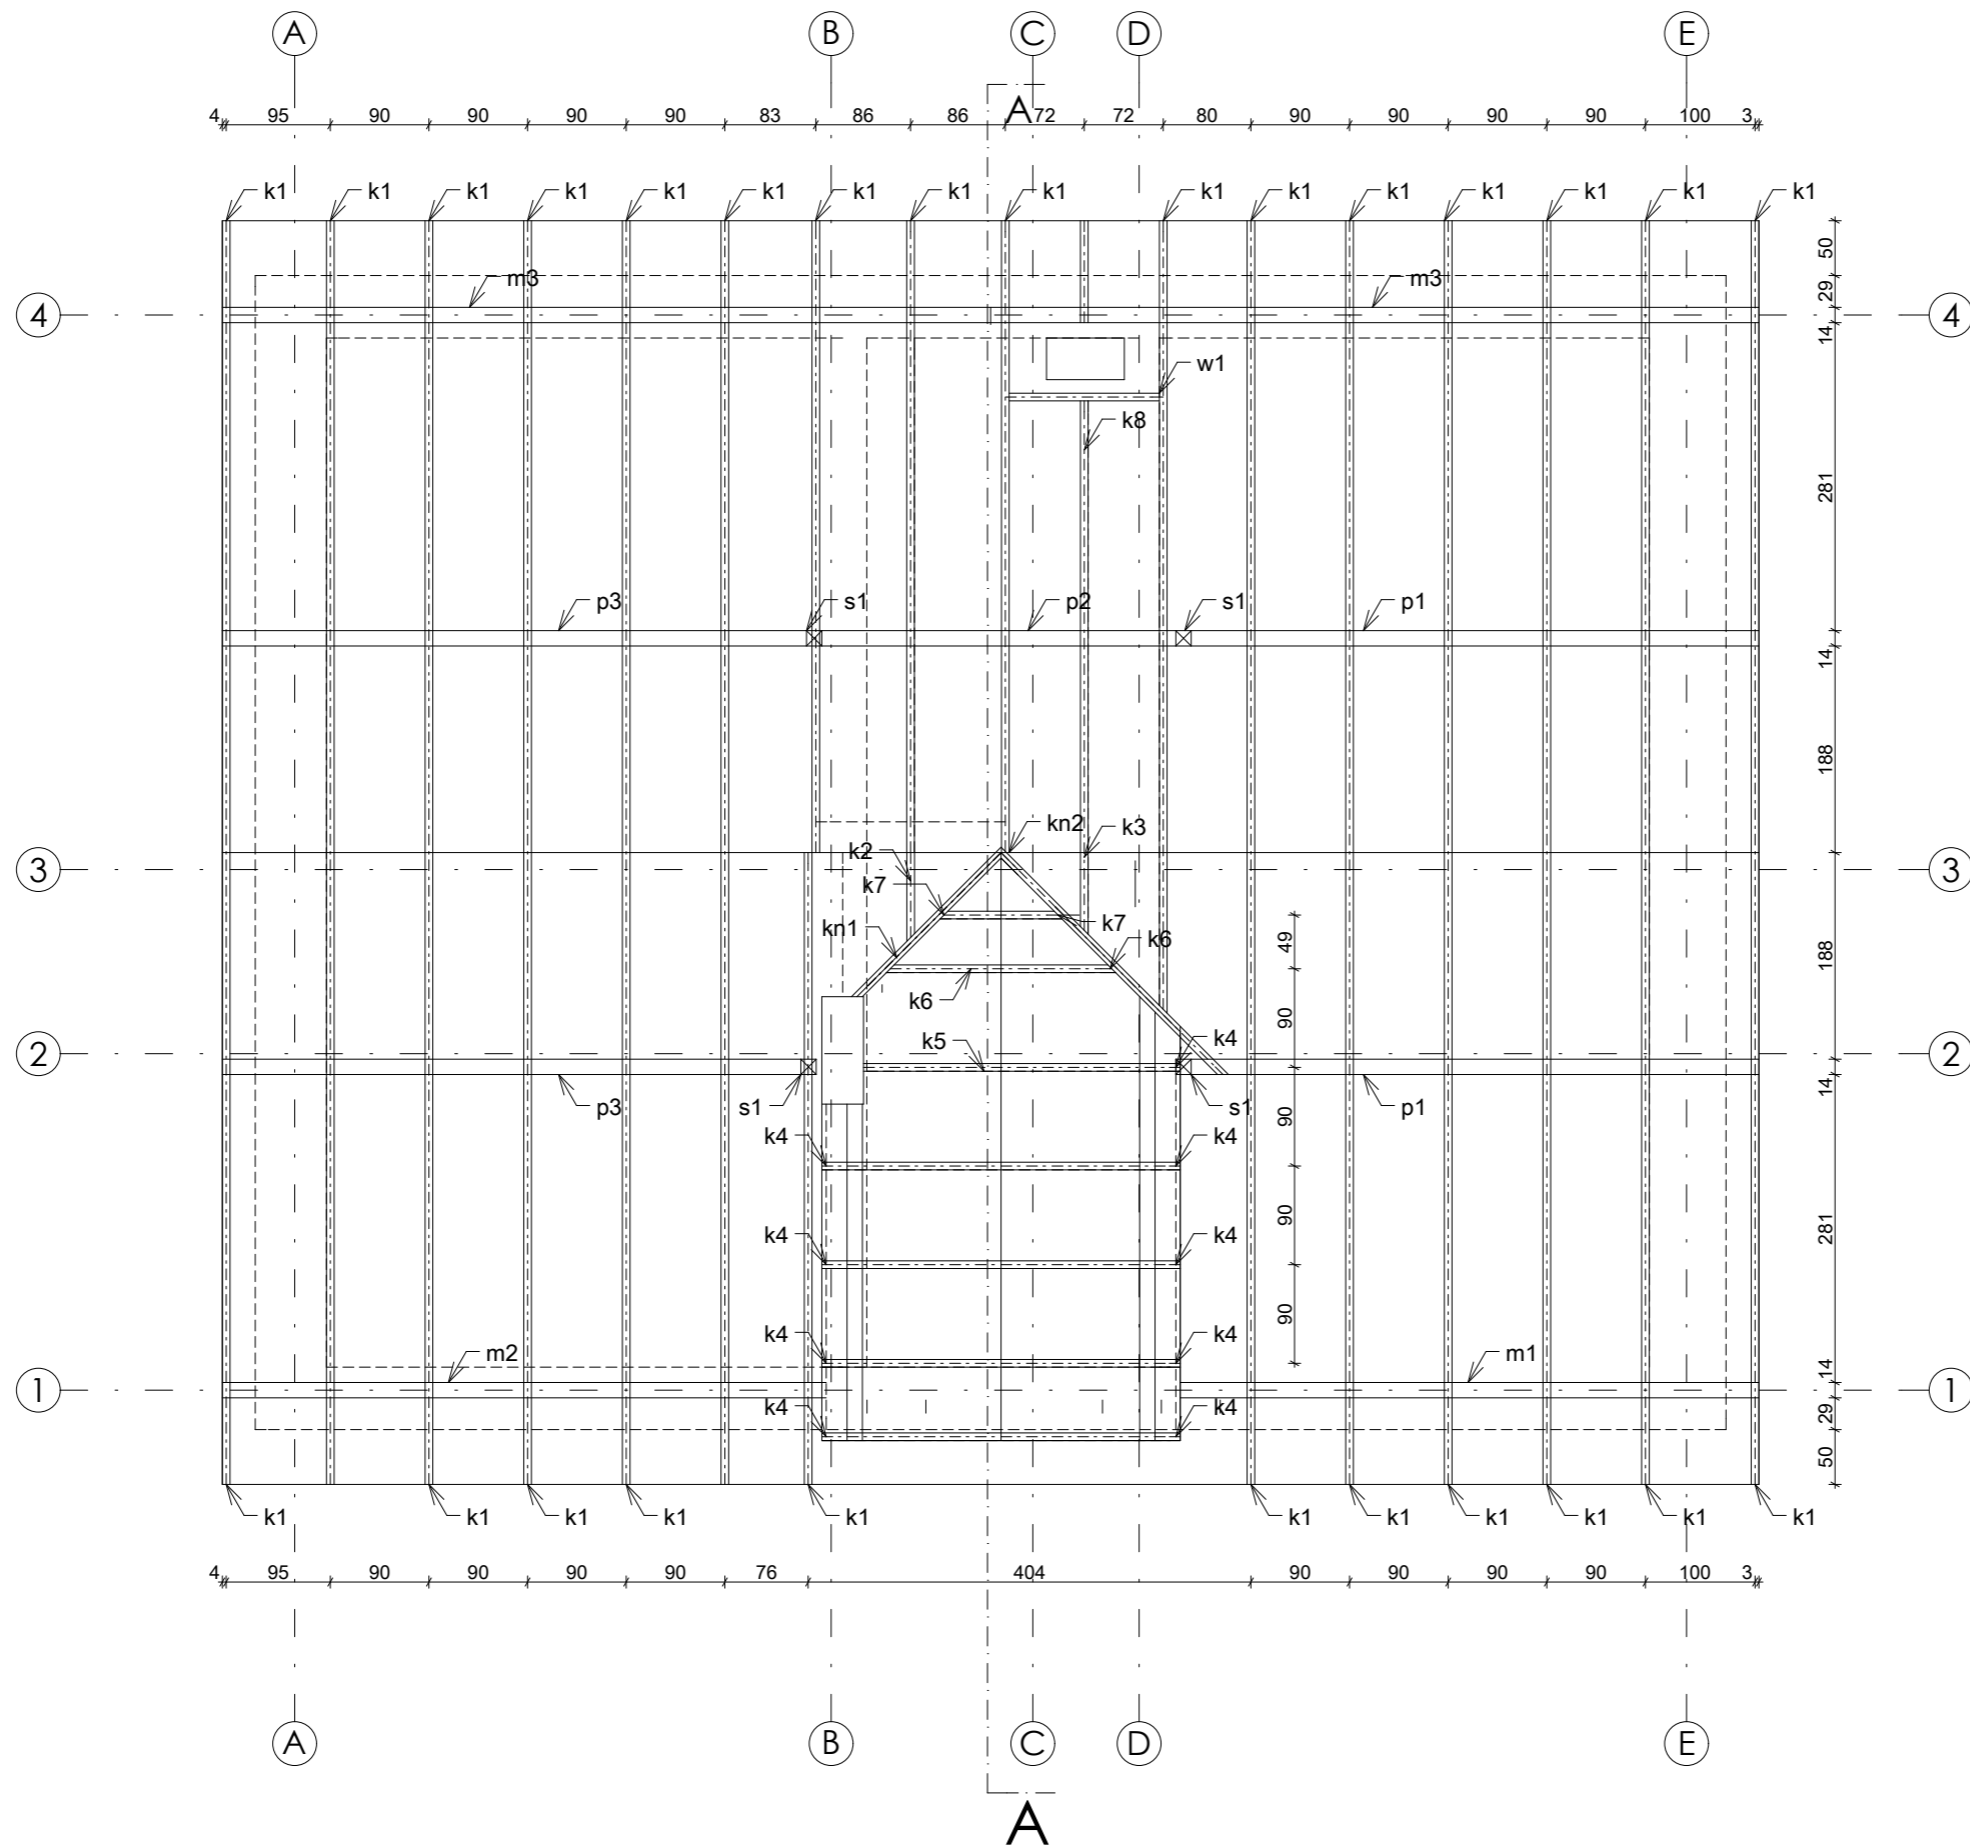 A B C D E
A
4 95 90 90 90 90 83 86 86 72 72 80 90 90 90 90 100 3
k1 k1 k1 k1 k1 k1 k1 k1 k1 k1 k1 k1 k1 k1 k1 k1
50
m3 m3
29
4 4
14
w1
k8
281
p3 s1 p2 s1 p1
14
188
kn2 k3
k2
3 3
k7
k7
kn1 k6 49
188
k6
90
k5 k4
2 2
14
p3 s1 s1 p1
90
k4 k4
90
281
k4 k4
90
k4 k4
m2 m1
14
1 1
k4 k4
29
50
k1 k1 k1 k1 k1 k1 k1 k1 k1 k1 k1
4 95 90 90 90 90 76 404 90 90 90 90 100 3
A B C D E
A